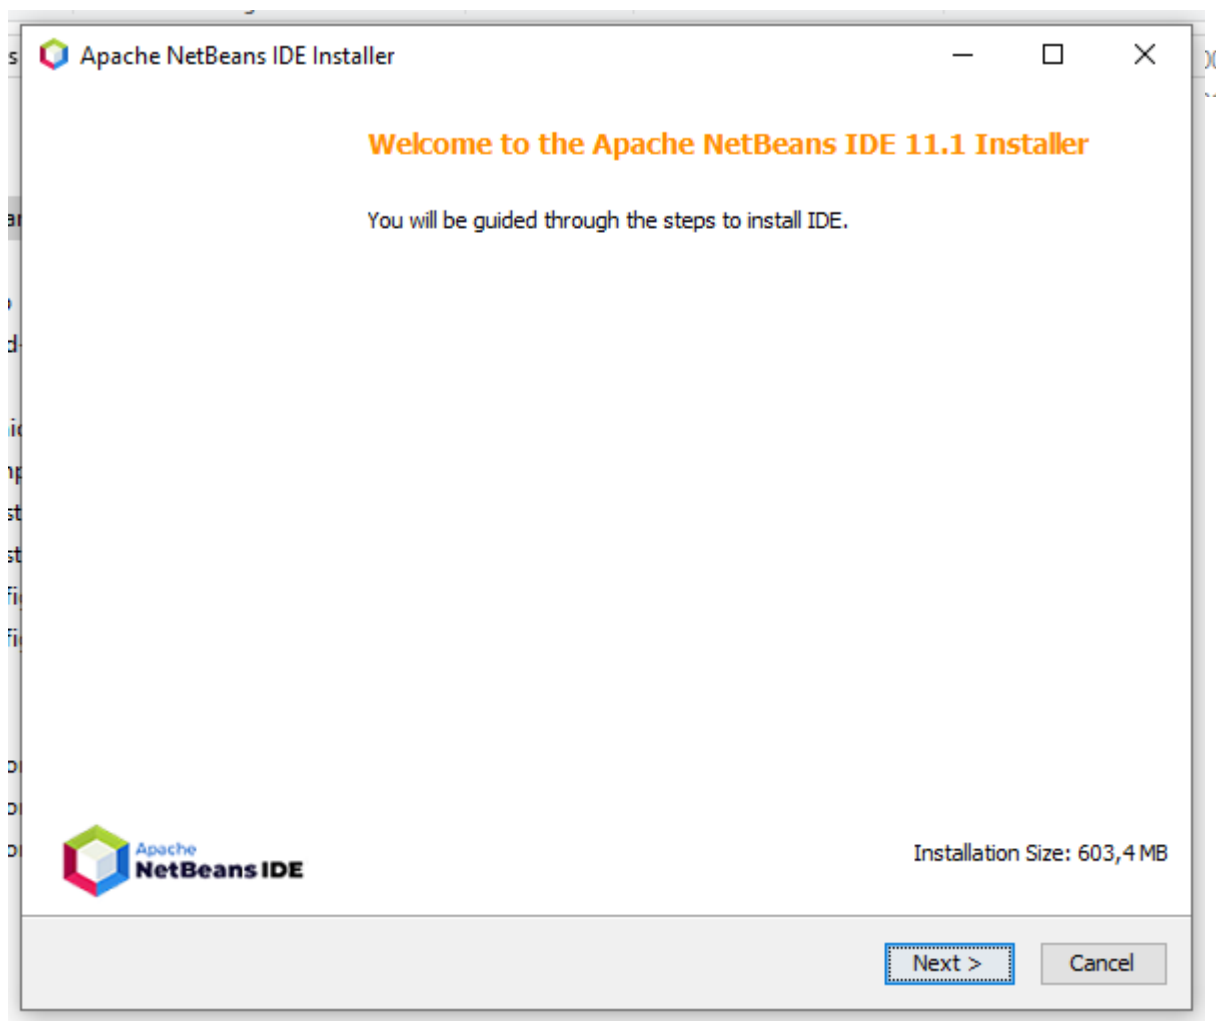 Apache NetBeans IDE Installer
Welcome to the Apache NetBeans IDE 11.1 Installer
You will be guided through the steps to install IDE.
Apache
NetBeans IDE
Installation Size: 603,4 MB
Next >
Cancel